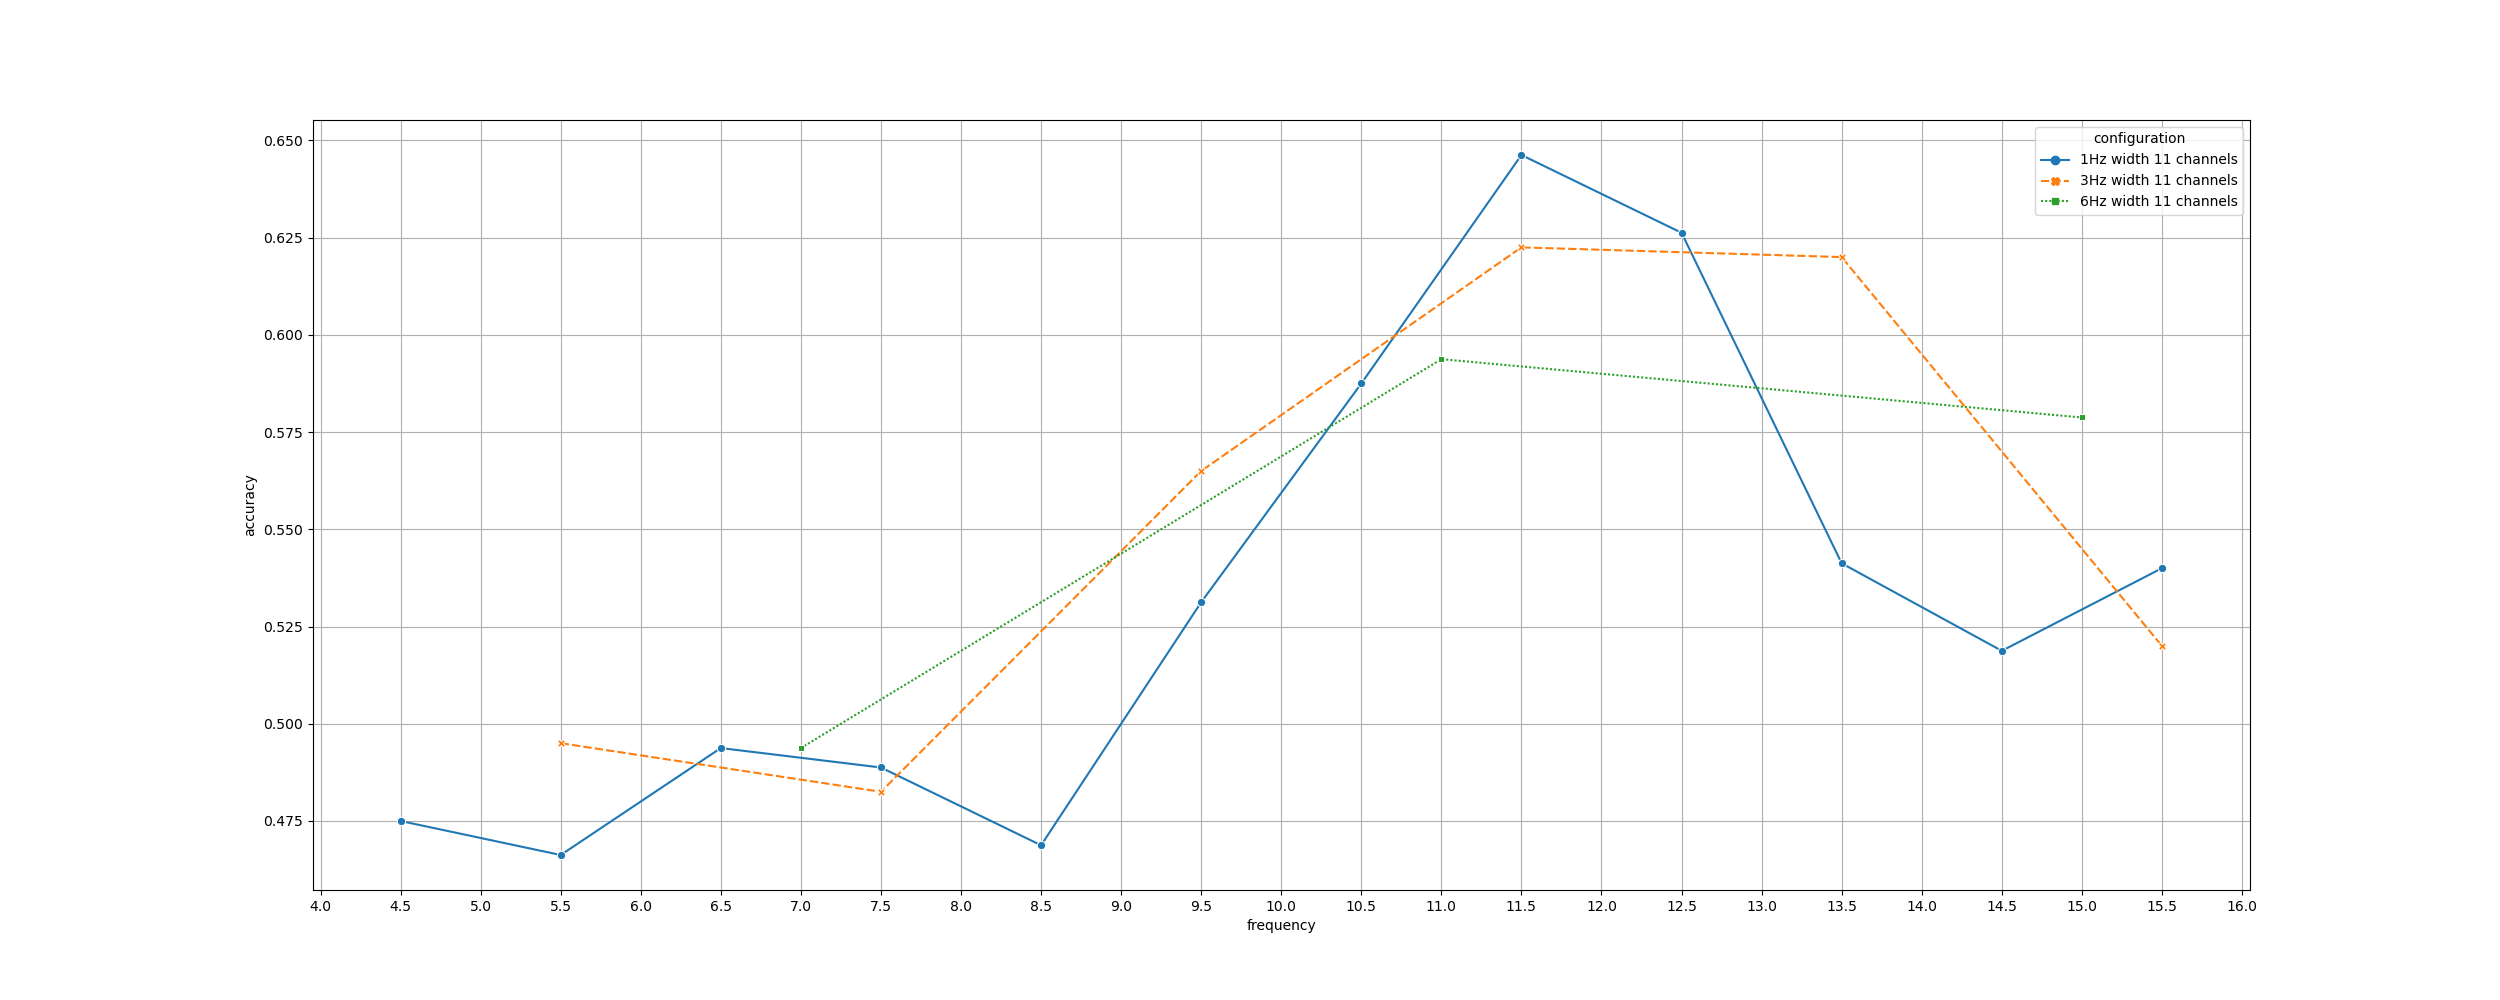 configuration
1Hz width 11 channels
3Hz width 11 channels
6Hz width 11 channels
0.650
0.625
0.600
0.575
0.550
0.525
0.500
0.475
accuracy
4.0 4.5 5.0 5.5 6.0 6.5 7.0 7.5 8.0 8.5 9.0 9.5 10.0 10.5 11.0 11.5 12.0 12.5 13.0 13.5 14.0 14.5 15.0 15.5 16.0
frequency